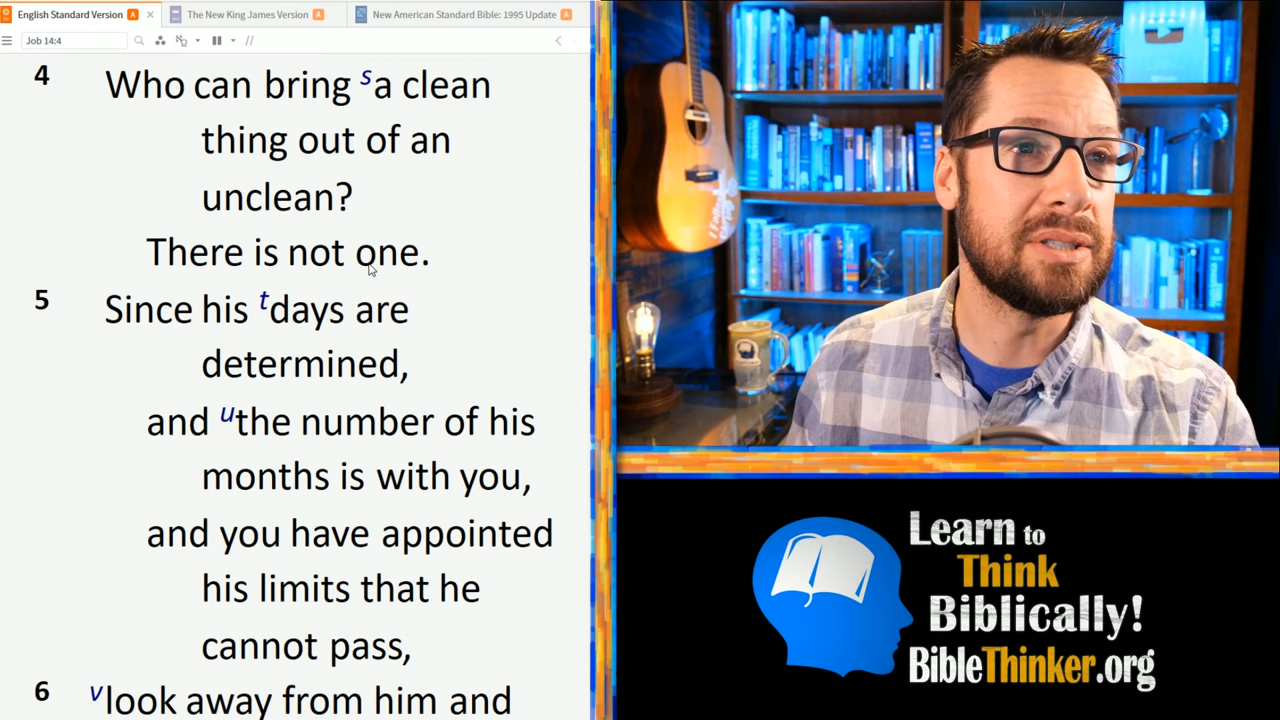 English Standard Version A
The New King James Version A
New American Standard Bible: 1995 Update A
Job 14:4
4 Who can bring s a clean
thing out of an
unclean?
There is not one.
5 Since his t days are
determined,
and u the number of his
months is with you,
and you have appointed
his limits that he
cannot pass,
6 v look away from him and
Learn to
Think
Biblically!
BibleThinker.org